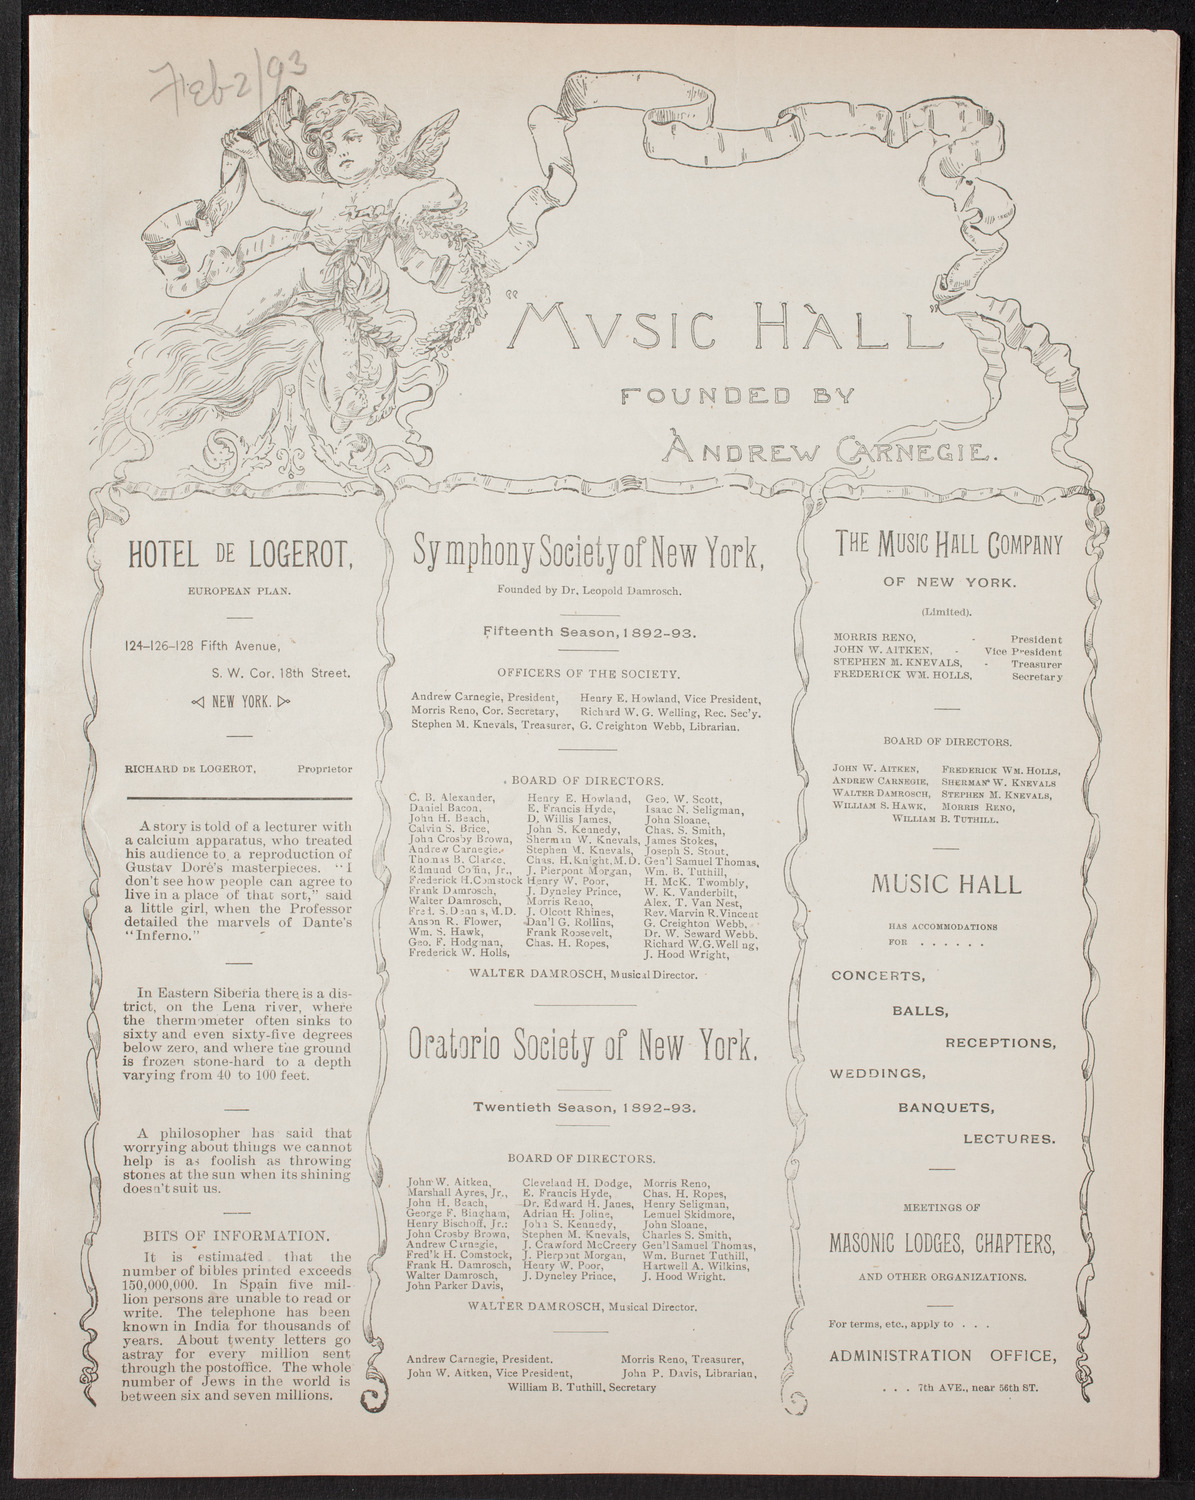 Feb 2/93
"MVSIC HALL"
FOUNDED BY
ANDREW CARNEGIE.
HOTEL DE LOGEROT,
EUROPEAN PLAN.
124–126–128 Fifth Avenue,
S. W. Cor. 18th Street.
NEW YORK.
RICHARD DE LOGEROT, Proprietor
A story is told of a lecturer with
a calcium apparatus, who treated
his audience to a reproduction of
Gustav Doré's masterpieces. "I
don't see how people can agree to
live in a place of that sort," said
a little girl, when the Professor
detailed the marvels of Dante's
"Inferno."
In Eastern Siberia there is a dis-
trict, on the Lena river, where
the thermometer often sinks to
sixty and even sixty-five degrees
below zero, and where the ground
is frozen stone-hard to a depth
varying from 40 to 100 feet.
A philosopher has said that
worrying about things we cannot
help is as foolish as throwing
stones at the sun when its shining
doesn't suit us.
BITS OF INFORMATION.
It is estimated that the
number of bibles printed exceeds
150,000,000. In Spain five mil-
lion persons are unable to read or
write. The telephone has been
known in India for thousands of
years. About twenty letters go
astray for every million sent
through the postoffice. The whole
number of Jews in the world is
between six and seven millions.
Symphony Society of New York,
Founded by Dr. Leopold Damrosch.
Fifteenth Season, 1892–93.
OFFICERS OF THE SOCIETY.
Andrew Carnegie, President, Henry E. Howland, Vice President,
Morris Reno, Cor. Secretary, Richard W. G. Welling, Rec. Sec'y.
Stephen M. Knevals, Treasurer, G. Creighton Webb, Librarian.
BOARD OF DIRECTORS.
C. B. Alexander, Henry E. Howland, Geo. W. Scott,
Daniel Bacon, E. Francis Hyde, Isaac N. Seligman,
John H. Beach, D. Willis James, John Sloane,
Calvin S. Brice, John S. Kennedy, Chas. S. Smith,
John Crosby Brown, Sherman W. Knevals, James Stokes,
Andrew Carnegie, Stephen M. Knevals, Joseph S. Stout,
Thomas B. Clarke, Chas. H. Knight, M.D. Gen'l Samuel Thomas,
Edmund Coffin, Jr., J. Pierpont Morgan, Wm. B. Tuthill,
Frederick H. Comstock Henry W. Poor, H. McK. Twombly,
Frank Damrosch, J. Dyneley Prince, W. K. Vanderbilt,
Walter Damrosch, Morris Reno, Alex. T. Van Nest,
Fred. S. Dennis, M.D. J. Olcott Rhines, Rev. Marvin R. Vincent
Anson R. Flower, Dan'l G. Rollins, G. Creighton Webb,
Wm. S. Hawk, Frank Roosevelt, Dr. W. Seward Webb,
Geo. F. Hodgman, Chas. H. Ropes, Richard W.G. Welling,
Frederick W. Holls, J. Hood Wright,
WALTER DAMROSCH, Musical Director.
Oratorio Society of New York.
Twentieth Season, 1892–93.
BOARD OF DIRECTORS.
John W. Aitken, Cleveland H. Dodge, Morris Reno,
Marshall Ayres, Jr., E. Francis Hyde, Chas. H. Ropes,
John H. Beach, Dr. Edward H. Janes, Henry Seligman,
George F. Bingham, Adrian H. Joline, Lemuel Skidmore,
Henry Bischoff, Jr.: John S. Kennedy, John Sloane,
John Crosby Brown, Stephen M. Knevals, Charles S. Smith,
Andrew Carnegie, J. Crawford McCreery Gen'l Samuel Thomas,
Fred'k H. Comstock, J. Pierpont Morgan, Wm. Burnet Tuthill,
Frank H. Damrosch, Henry W. Poor, Hartwell A. Wilkins,
Walter Damrosch, J. Dyneley Prince, J. Hood Wright.
John Parker Davis,
WALTER DAMROSCH, Musical Director.
Andrew Carnegie, President. Morris Reno, Treasurer,
John W. Aitken, Vice President, John P. Davis, Librarian,
William B. Tuthill, Secretary
THE MUSIC HALL COMPANY
OF NEW YORK.
(Limited).
MORRIS RENO, - President
JOHN W. AITKEN, - Vice President
STEPHEN M. KNEVALS, - Treasurer
FREDERICK WM. HOLLS, Secretary
BOARD OF DIRECTORS.
JOHN W. AITKEN, FREDERICK WM. HOLLS,
ANDREW CARNEGIE, SHERMAN W. KNEVALS
WALTER DAMROSCH, STEPHEN M. KNEVALS,
WILLIAM S. HAWK, MORRIS RENO,
WILLIAM B. TUTHILL.
MUSIC HALL
HAS ACCOMMODATIONS
FOR . . . . . .
CONCERTS,
BALLS,
RECEPTIONS,
WEDDINGS,
BANQUETS,
LECTURES.
MEETINGS OF
MASONIC LODGES, CHAPTERS,
AND OTHER ORGANIZATIONS.
For terms, etc., apply to . . .
ADMINISTRATION OFFICE,
. . . 7th AVE., near 56th ST.